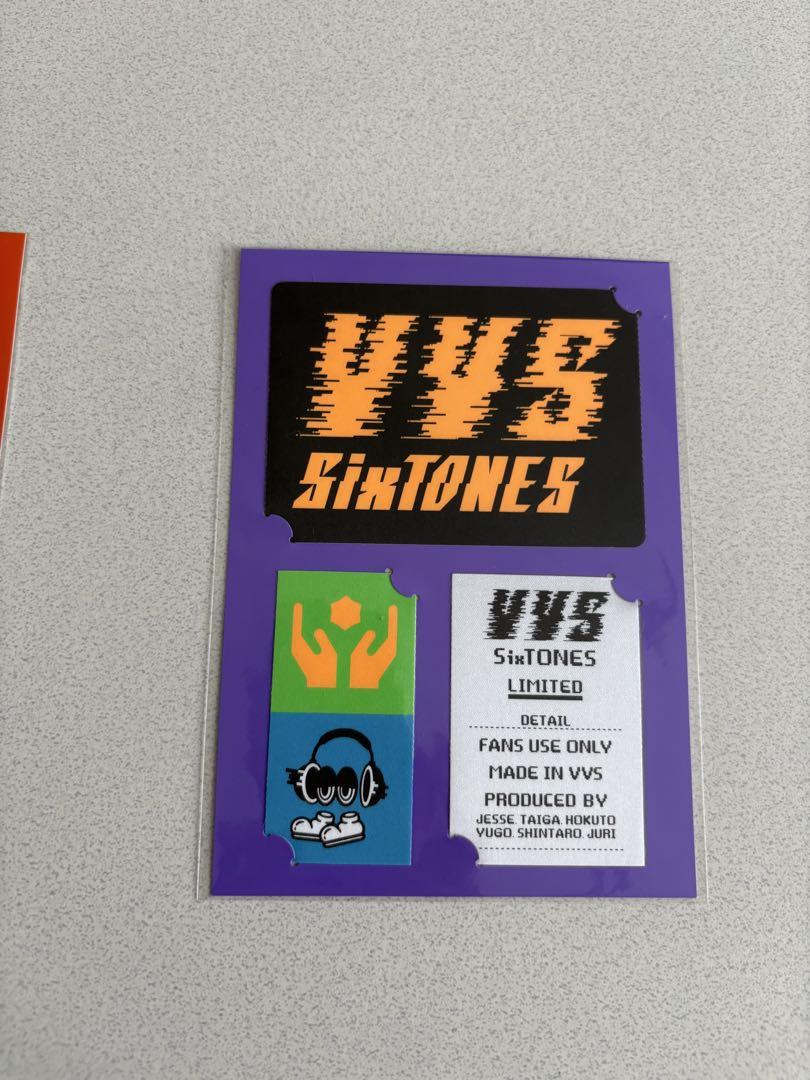 VVS
SixTONES
VVS
SixTONES
LIMITED
DETAIL
FANS USE ONLY
MADE IN VVS
PRODUCED BY
JESSE. TAIGA. HOKUTO
YUGO. SHINTARO. JURI